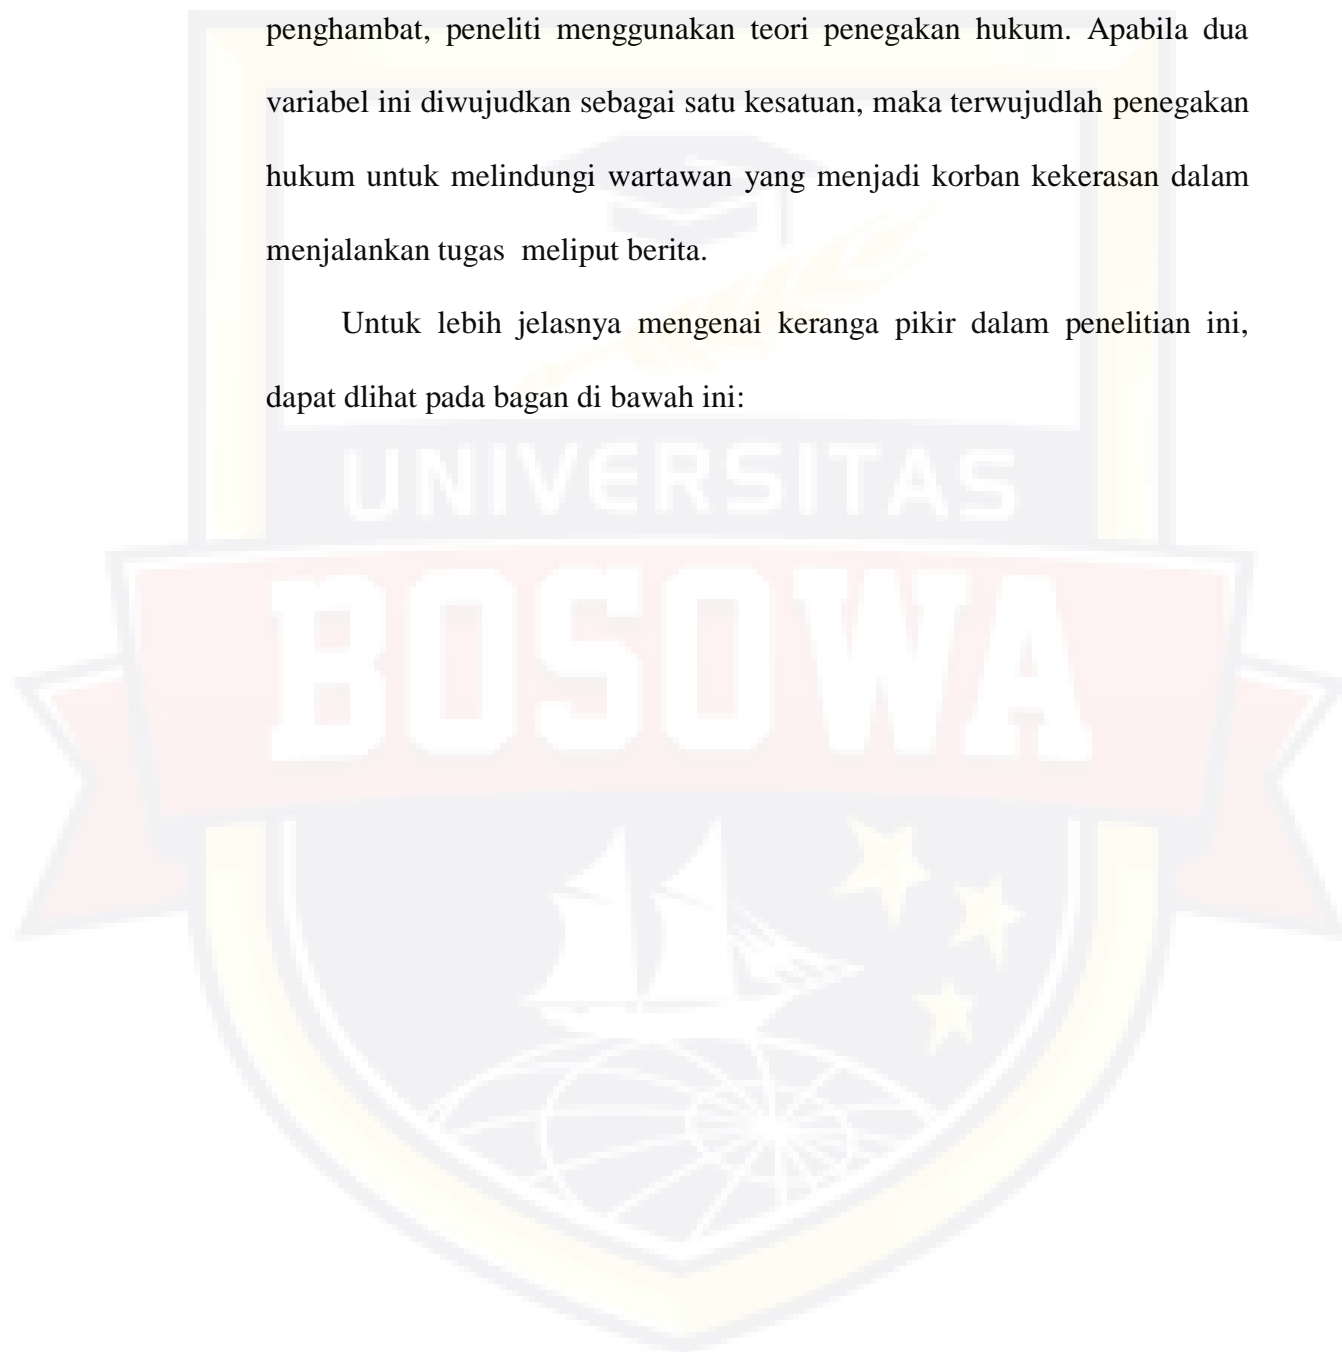 penghambat, peneliti menggunakan teori penegakan hukum. Apabila dua
variabel ini diwujudkan sebagai satu kesatuan, maka terwujudlah penegakan
hukum untuk melindungi wartawan yang menjadi korban kekerasan dalam
menjalankan tugas  meliput berita.
Untuk lebih jelasnya mengenai keranga pikir dalam penelitian ini,
dapat dlihat pada bagan di bawah ini:
UNIVERSITAS
BOSOWA